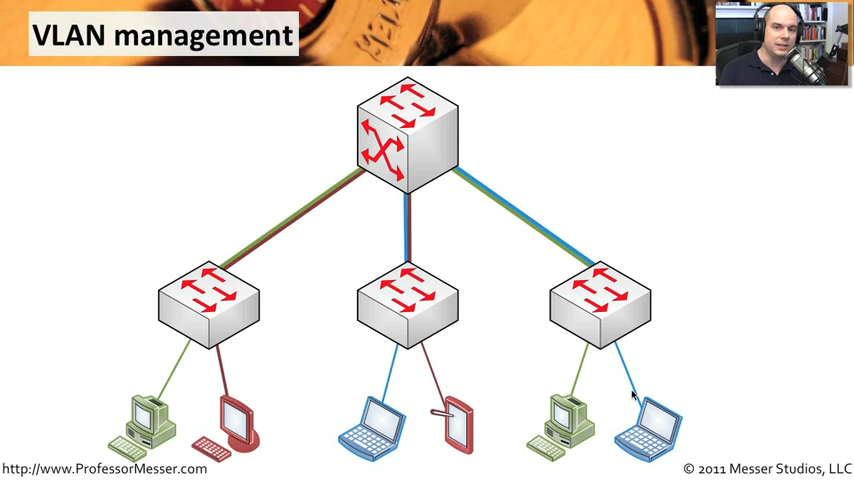 VLAN management
http://www.ProfessorMesser.com
© 2011 Messer Studios, LLC